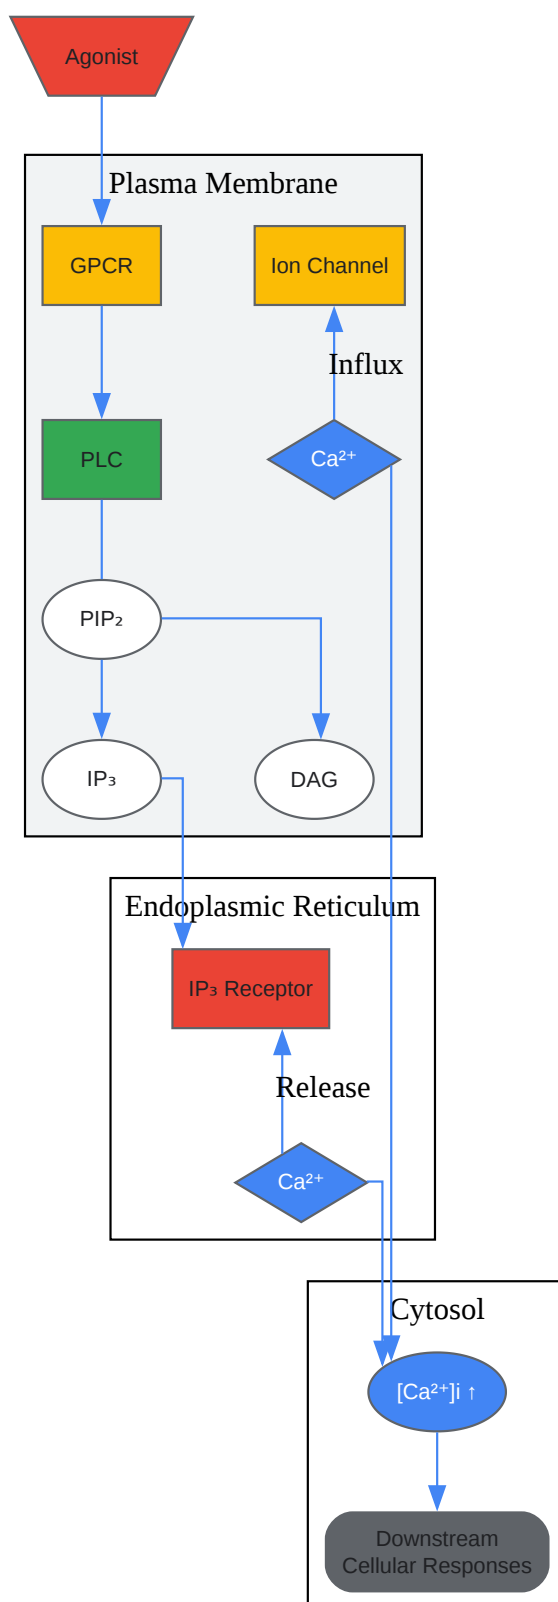 Agonist
Plasma Membrane
GPCR
Ion Channel
Influx
PLC
Ca²⁺
PIP₂
IP₃
DAG
Endoplasmic Reticulum
IP₃ Receptor
Release
Ca²⁺
Cytosol
[Ca²⁺]i ↑
Downstream
Cellular Responses